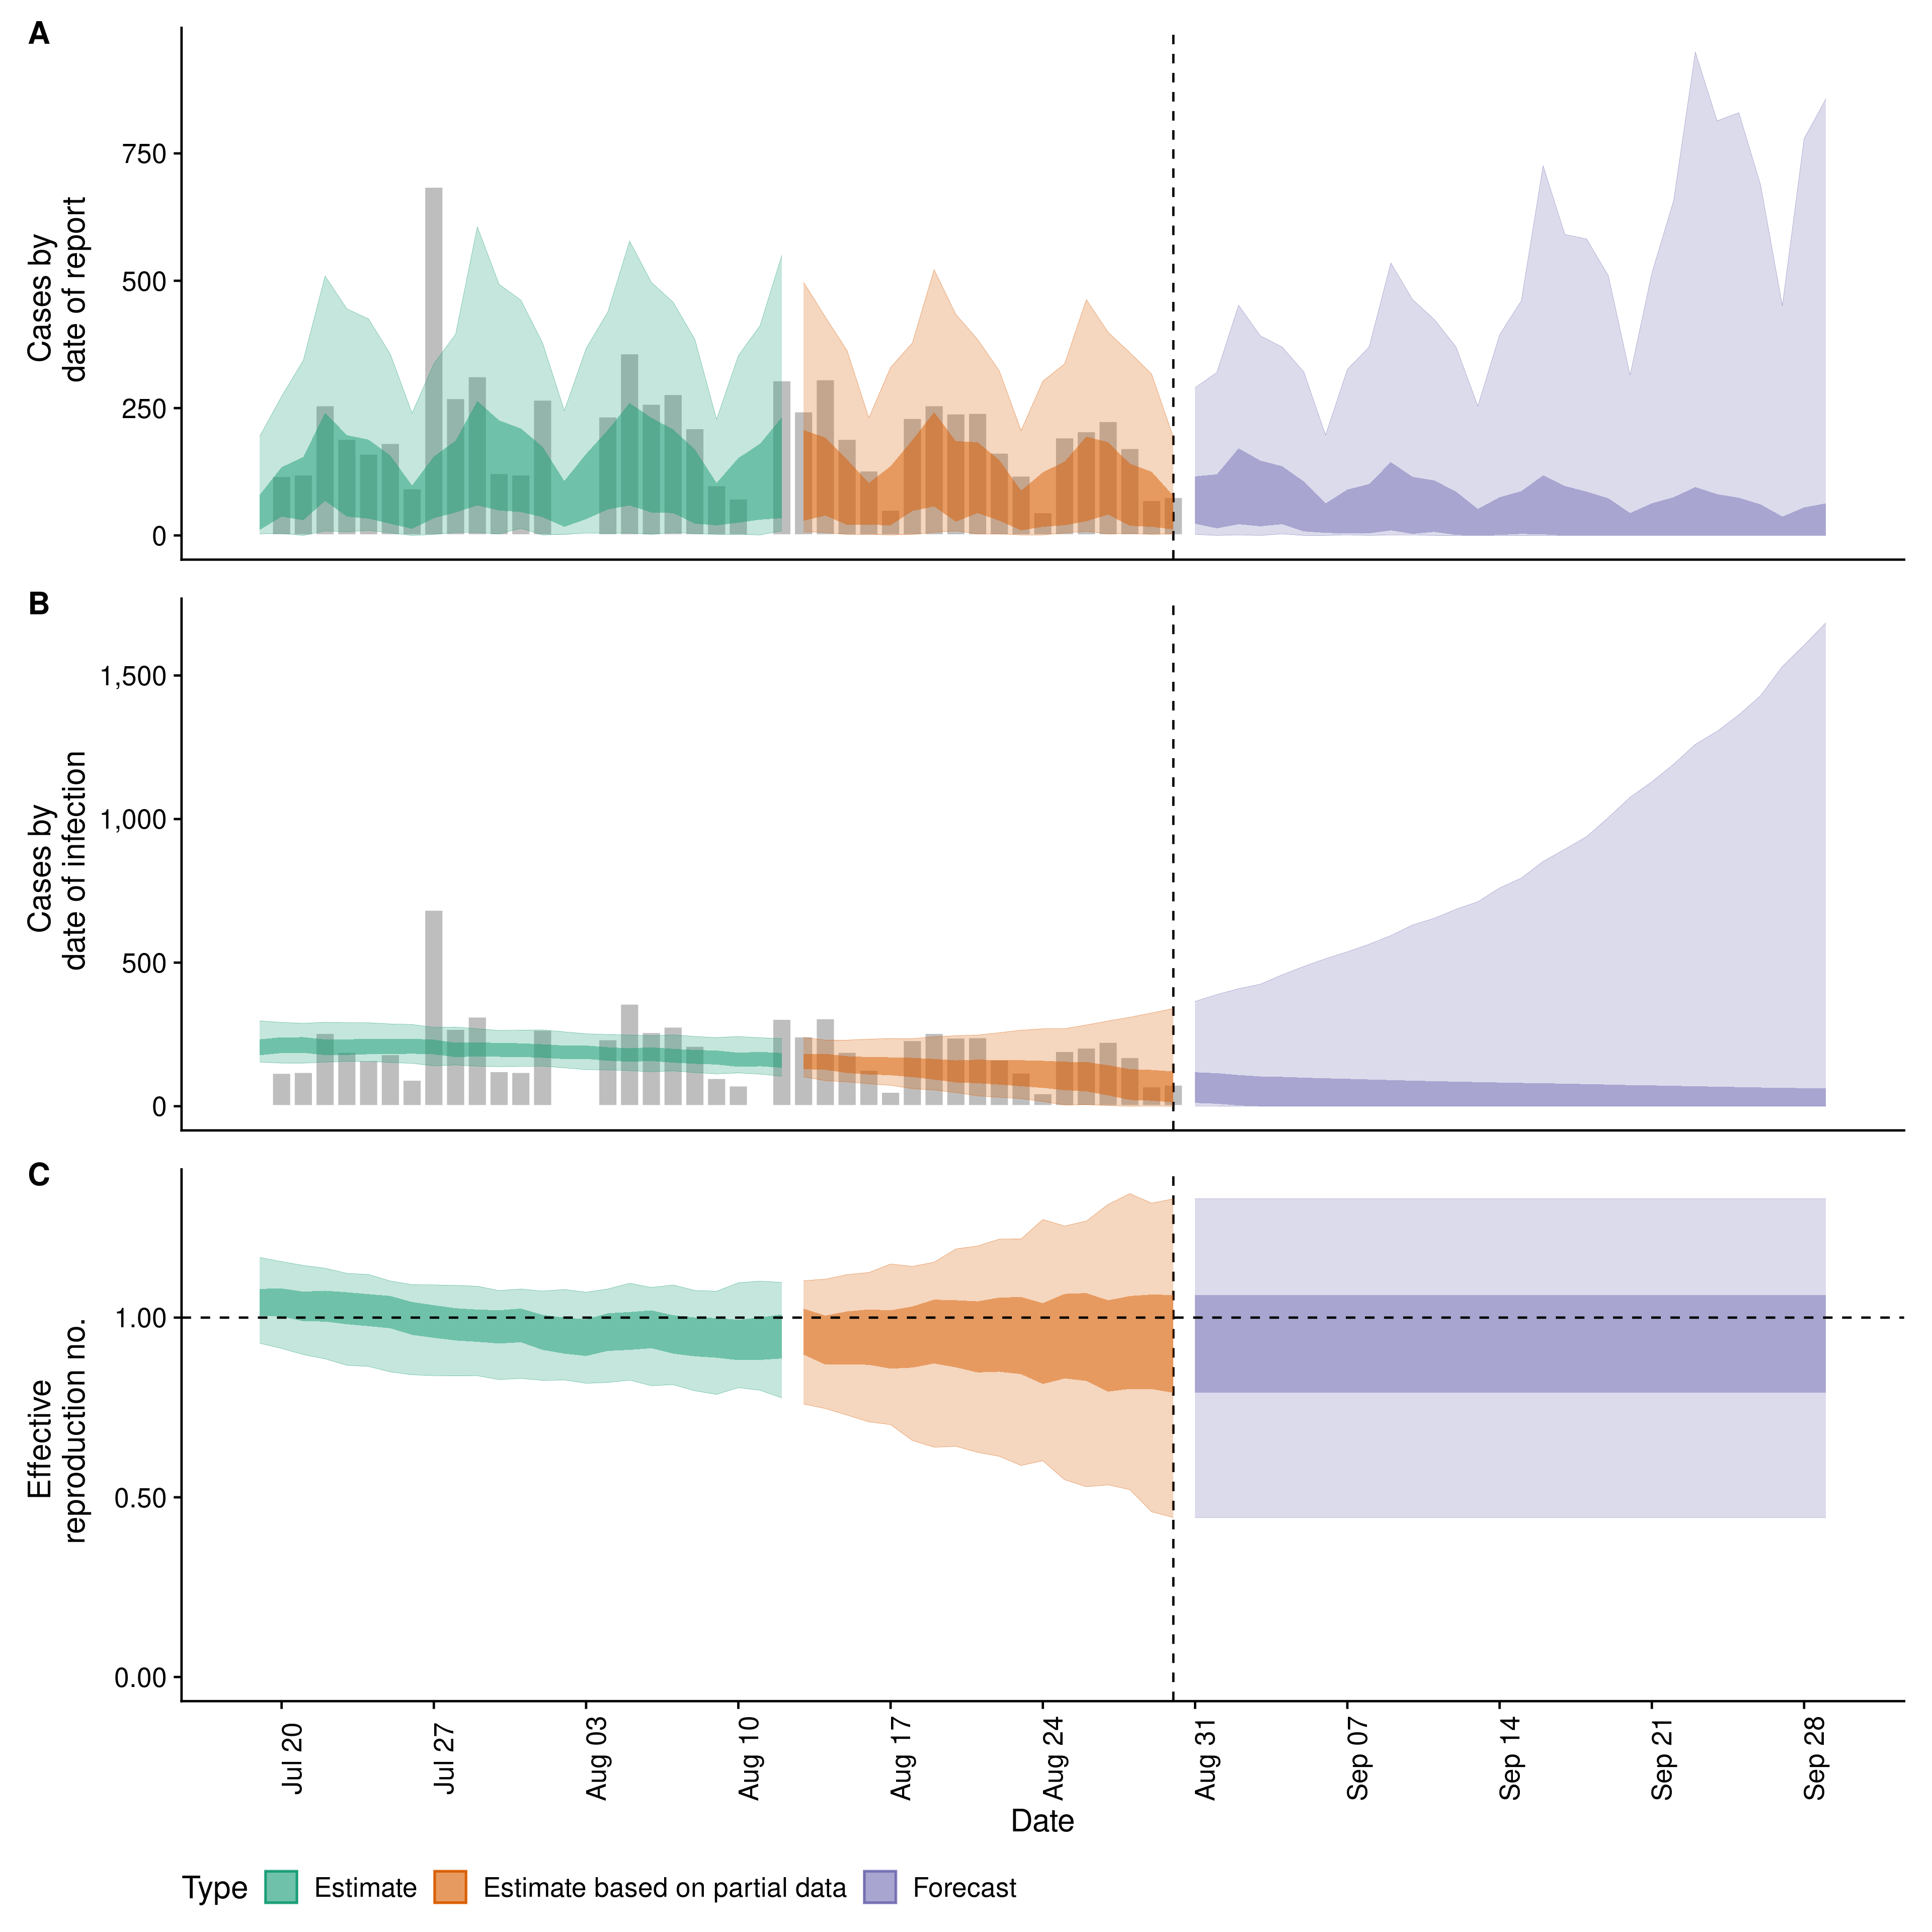 A
Cases by
date of report
750
500
250
0
B
Cases by
date of infection
1,500
1,000
500
0
C
Effective
reproduction no.
1.00
0.50
0.00
Jul 20
Jul 27
Aug 03
Aug 10
Aug 17
Aug 24
Aug 31
Sep 07
Sep 14
Sep 21
Sep 28
Date
Type Estimate Estimate based on partial data Forecast